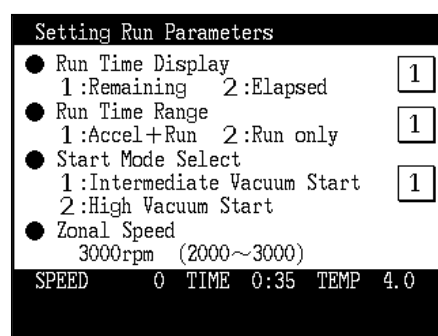 Setting Run Parameters
● Run Time Display
1:Remaining 2:Elapsed 1
● Run Time Range
1:Accel+Run 2:Run only 1
● Start Mode Select
1:Intermediate Vacuum Start 1
2:High Vacuum Start
● Zonal Speed
3000rpm (2000～3000)
SPEED 0 TIME 0:35 TEMP 4.0